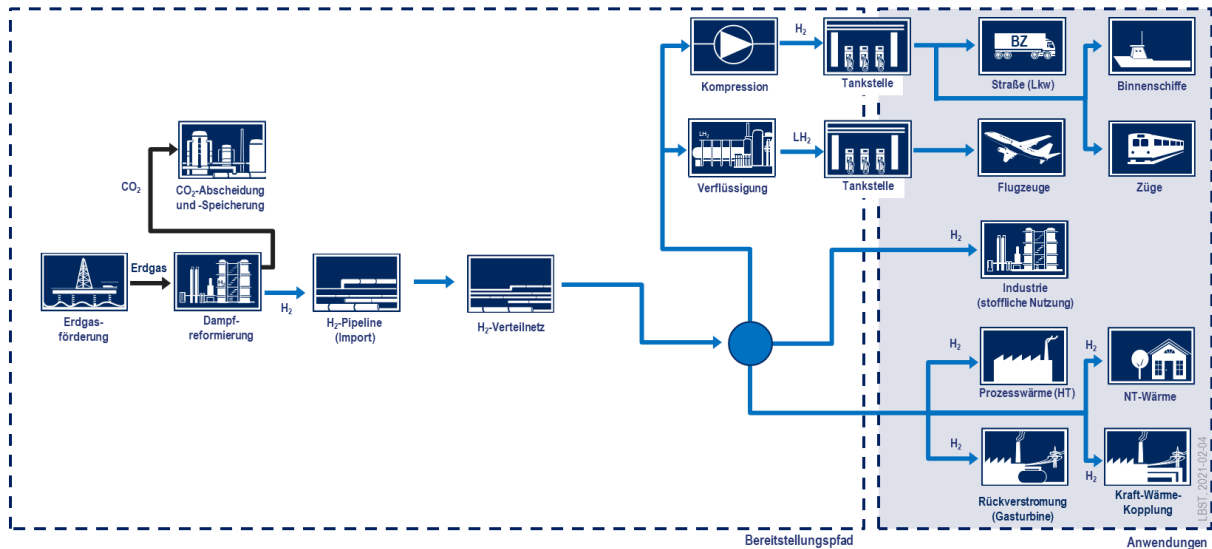 H₂
BZ
Kompression
Tankstelle
Straße (Lkw)
Binnenschiffe
LH₂
LH₂
Verflüssigung
Tankstelle
Flugzeuge
Züge
CO₂
CO₂-Abscheidung
und -Speicherung
H₂
Industrie
(stoffliche Nutzung)
Erdgas
H₂
Erdgas-
förderung
Dampf-
reformierung
H₂-Pipeline
(Import)
H₂-Verteilnetz
H₂
H₂
Prozesswärme (HT)
NT-Wärme
H₂
H₂
Rückverstromung
(Gasturbine)
Kraft-Wärme-
Kopplung
LBST, 2021-02-04
Bereitstellungspfad
Anwendungen